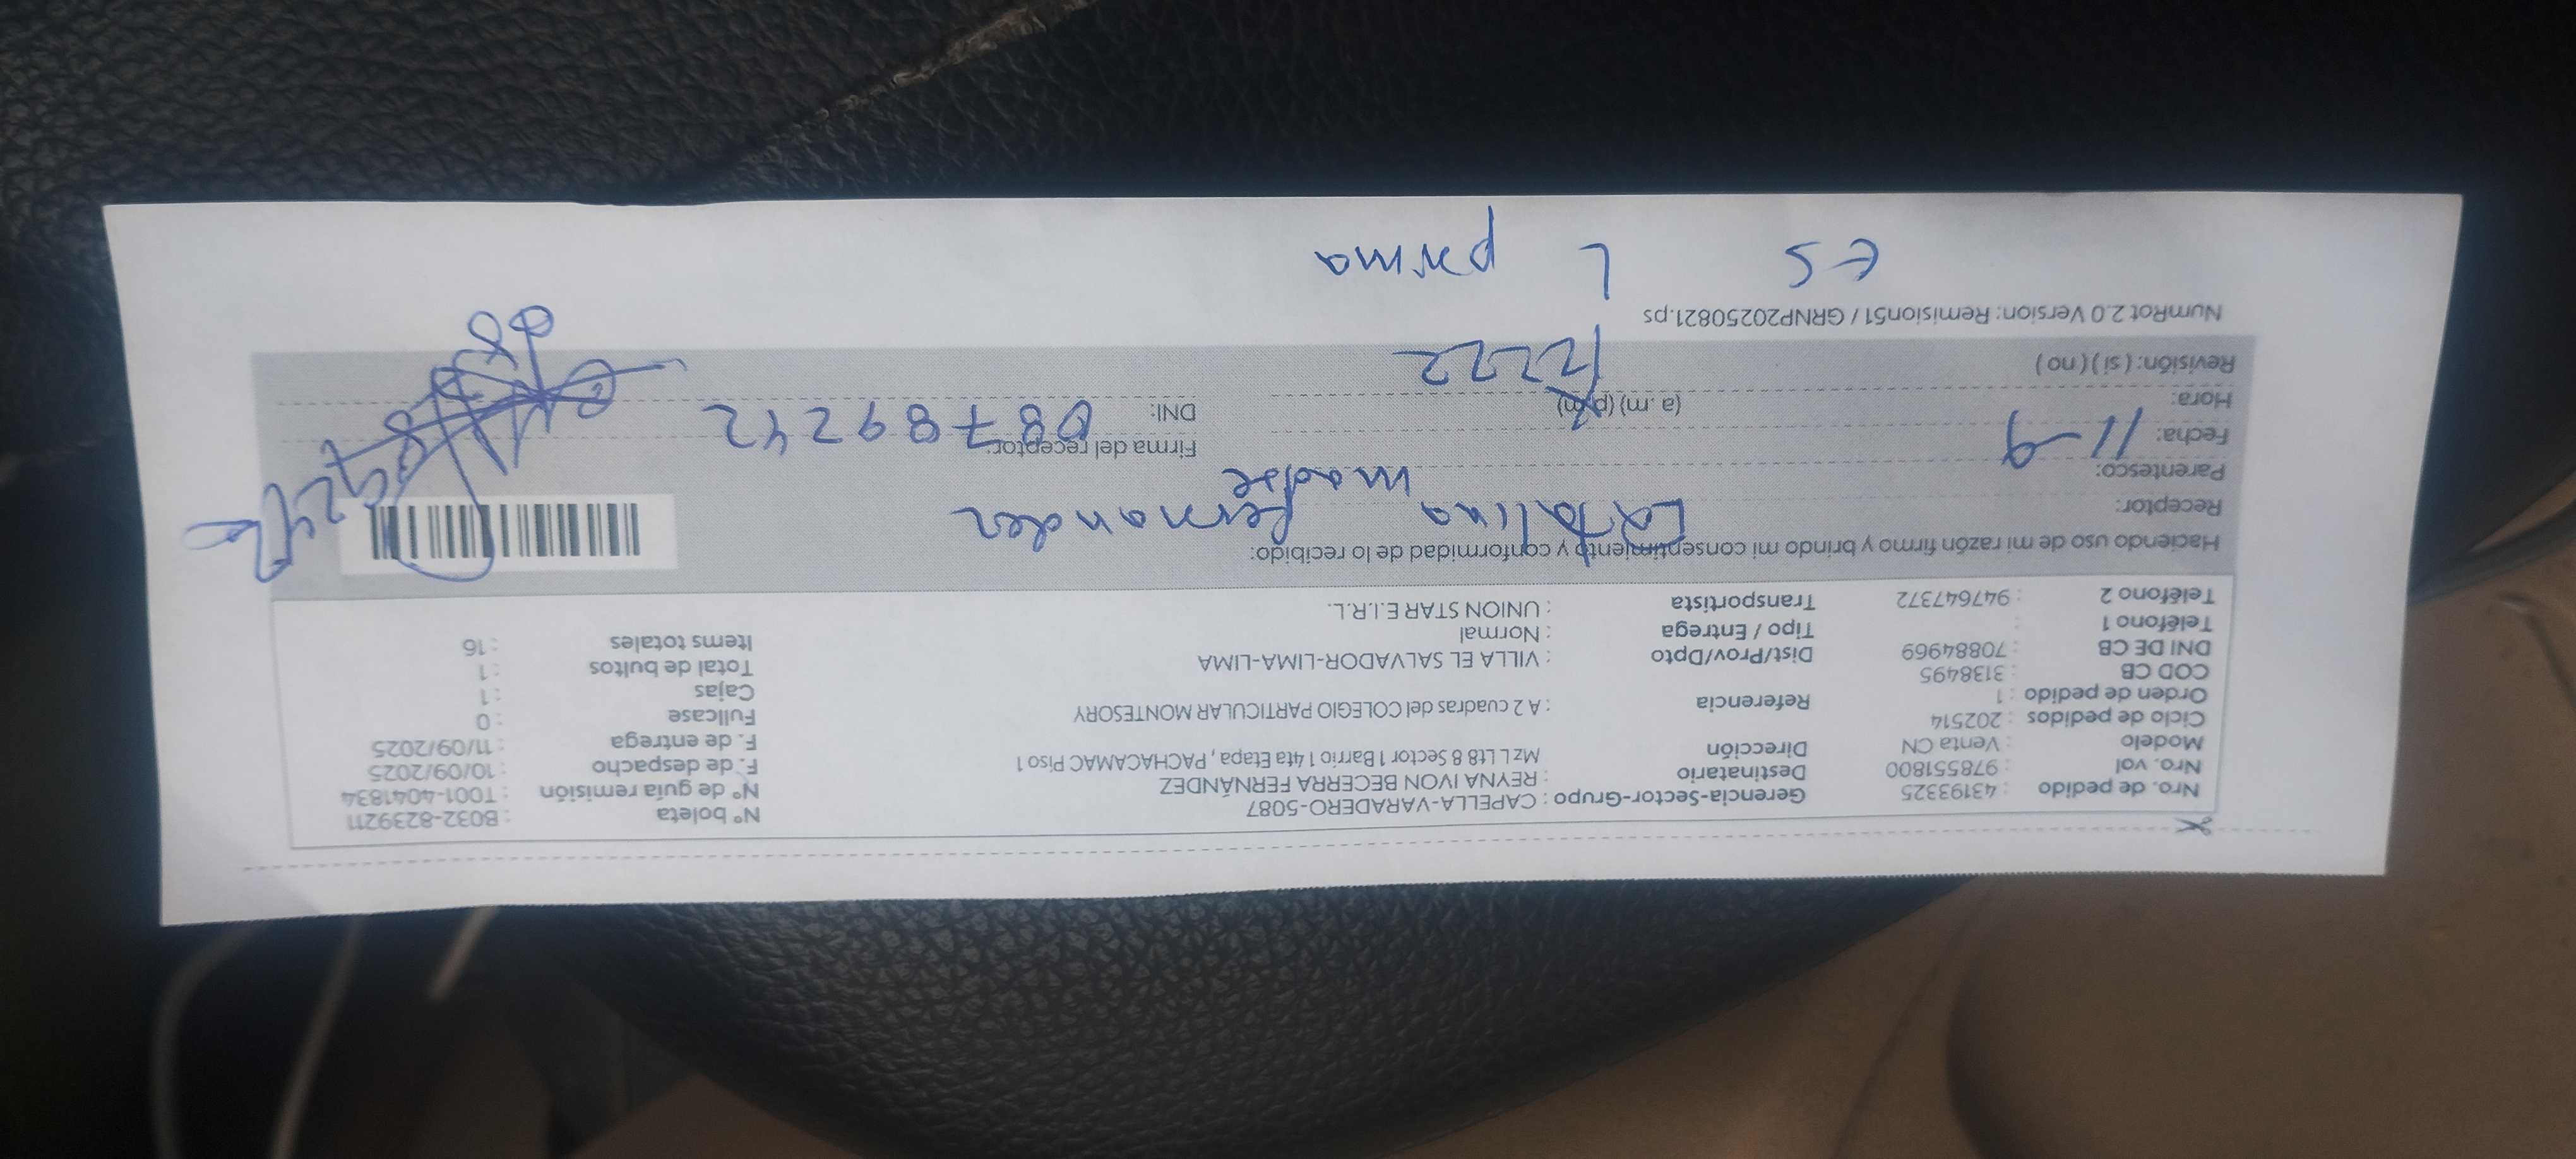 Nro. de pedido : 43193325 Gerencia-Sector-Grupo : CAPELLA-VARADERO-5087 N° boleta : B032-8239211
Nro. vol : 978551800 Destinatario : REYNA IVON BECERRA FERNÁNDEZ N° de guía remisión : T001-4041834
Modelo : Venta CN Dirección Mz L Lt8 8 Sector 1 Barrio 1 4ta Etapa , PACHACAMAC Piso 1 F. de despacho : 10/09/2025
Ciclo de pedidos : 202514 F. de entrega : 11/09/2025
Orden de pedido : 1 Referencia : A 2 cuadras del COLEGIO PARTICULAR MONTESORY Fullcase : 0
COD CB : 3138495 Cajas : 1
DNI DE CB : 70884969 Dist/Prov/Dpto : VILLA EL SALVADOR-LIMA-LIMA Total de bultos : 1
Teléfono 1 : Tipo / Entrega : Normal Items totales : 16
Teléfono 2 : 947647372 Transportista : UNION STAR E.I.R.L.
Haciendo uso de mi razón firmo y brindo mi consentimiento y conformidad de lo recibido:
Receptor: Catalina fernandez
Parentesco: madre
Fecha: 11-9 Firma del receptor:
Hora: (a. m) (p. m) DNI: 08789242
Revisión: ( si ) ( no ) 1222
NumRot 2.0 Version: Remision51 / GRNP20250821.ps
ES L prima